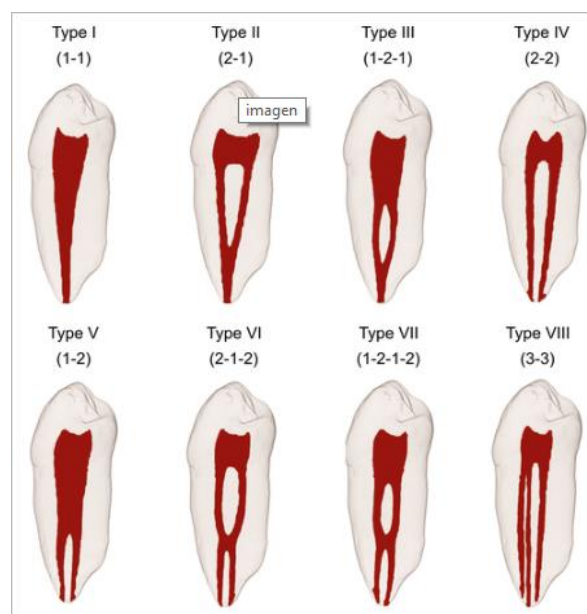 Type I
(1-1)
Type II
(2-1)
Type III
(1-2-1)
Type IV
(2-2)
imagen
Type V
(1-2)
Type VI
(2-1-2)
Type VII
(1-2-1-2)
Type VIII
(3-3)